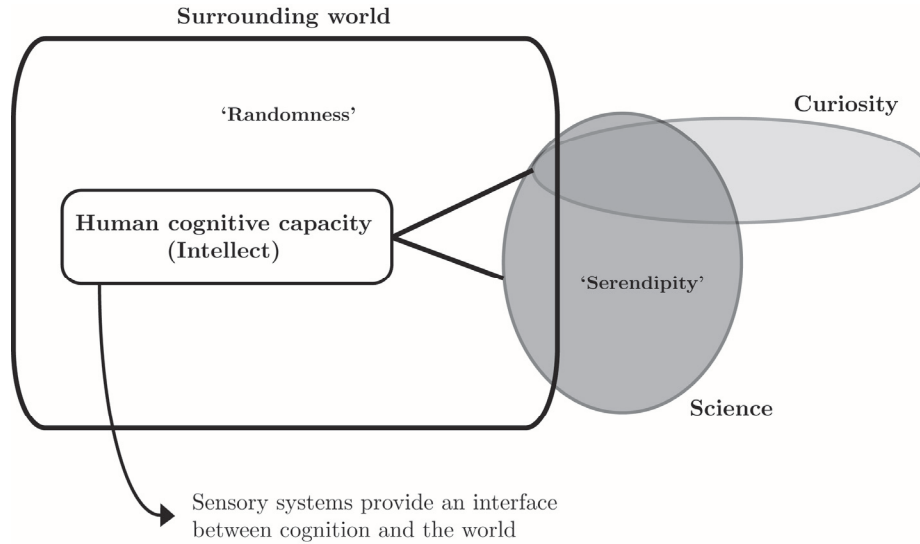 Surrounding world
‘Randomness’
Curiosity
Human cognitive capacity
(Intellect)
‘Serendipity’
Science
Sensory systems provide an interface
between cognition and the world